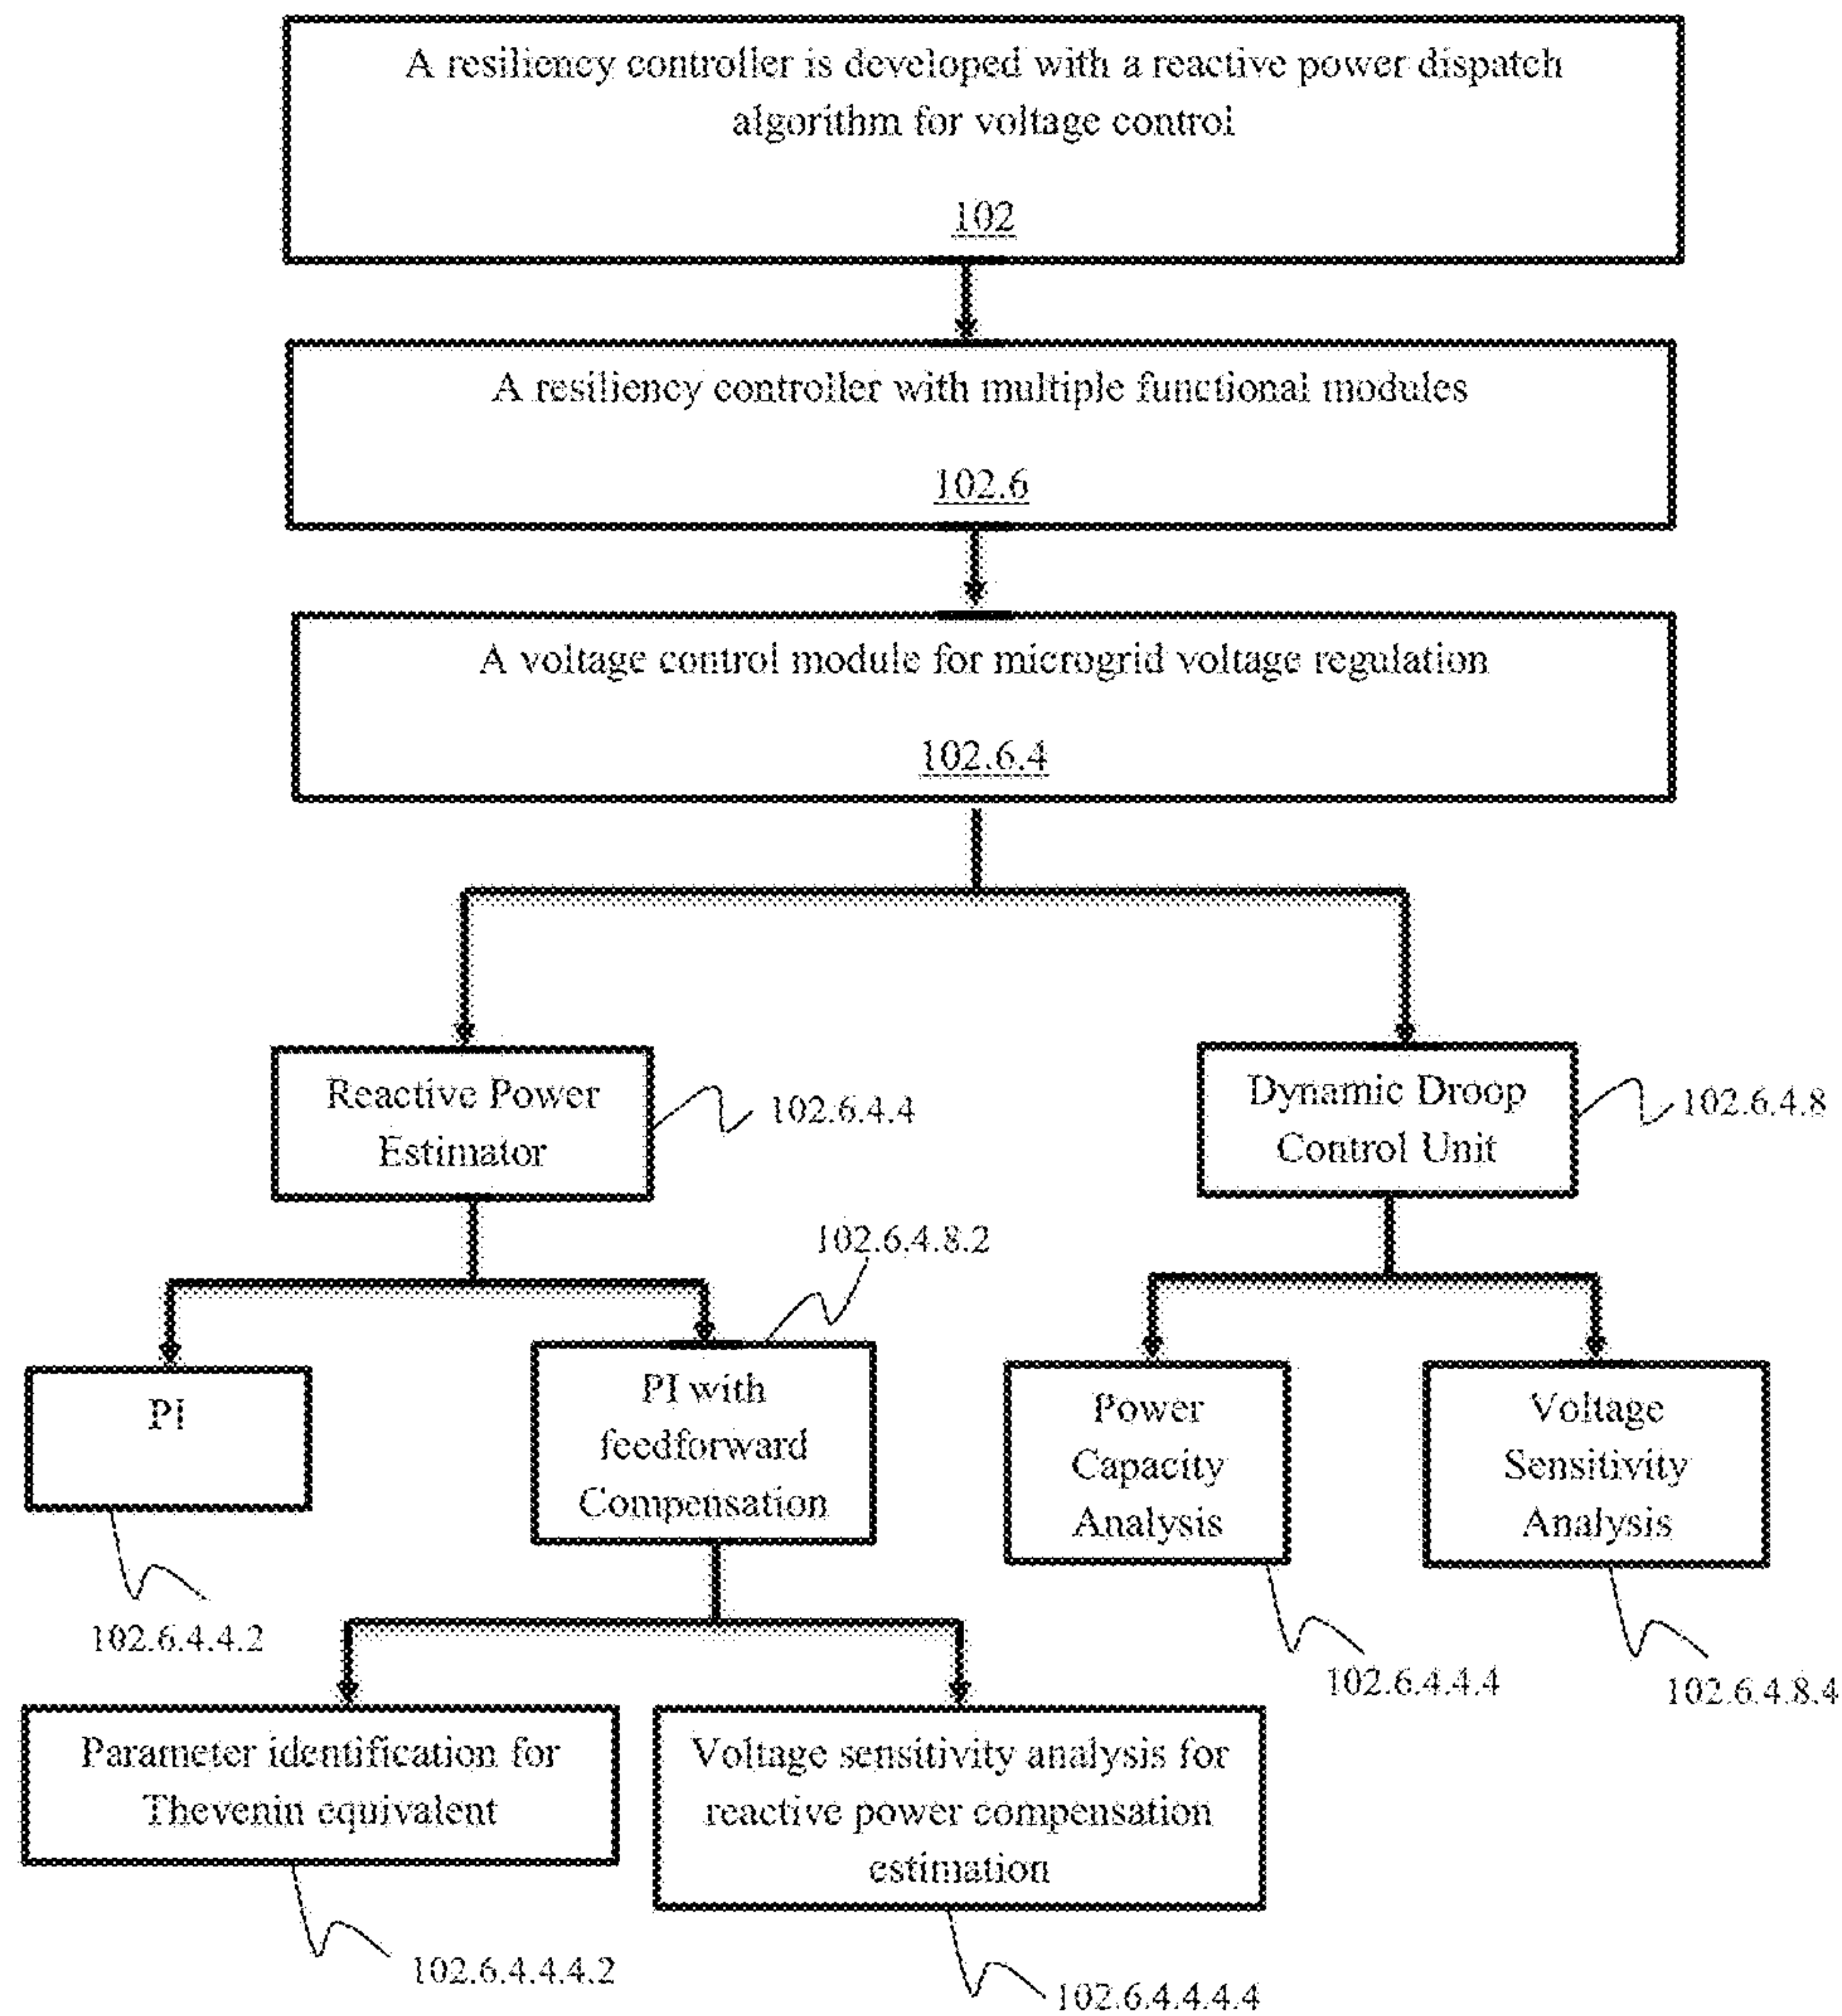 A resiliency controller is developed with a reactive power dispatch
algorithm for voltage control
102
A resiliency controller with multiple functional modules
102.6
A voltage control module for microgrid voltage regulation
102.6.4
Reactive Power
Estimator
102.6.4.4
Dynamic Droop
Control Unit
102.6.4.8
102.6.4.8.2
PI
102.6.4.4.2
PI with
feedforward
Compensation
Power
Capacity
Analysis
102.6.4.4.4
Voltage
Sensitivity
Analysis
102.6.4.8.4
Parameter identification for
Thevenin equivalent
102.6.4.4.4.2
Voltage sensitivity analysis for
reactive power compensation
estimation
102.6.4.4.4.4